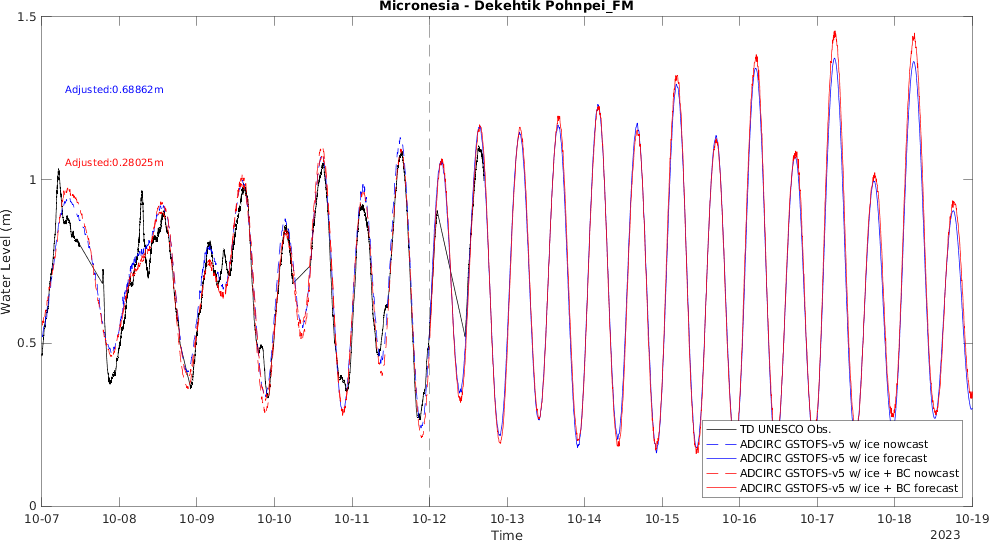 Micronesia - Dekehtik Pohnpei_FM
1.5
Adjusted:0.68862m
Adjusted:0.28025m
1
Water Level (m)
0.5
TD UNESCO Obs.
ADCIRC GSTOFS-v5 w/ ice nowcast
ADCIRC GSTOFS-v5 w/ ice forecast
ADCIRC GSTOFS-v5 w/ ice + BC nowcast
ADCIRC GSTOFS-v5 w/ ice + BC forecast
0
10-07 10-08 10-09 10-10 10-11 10-12 10-13 10-14 10-15 10-16 10-17 10-18 10-19
Time
2023